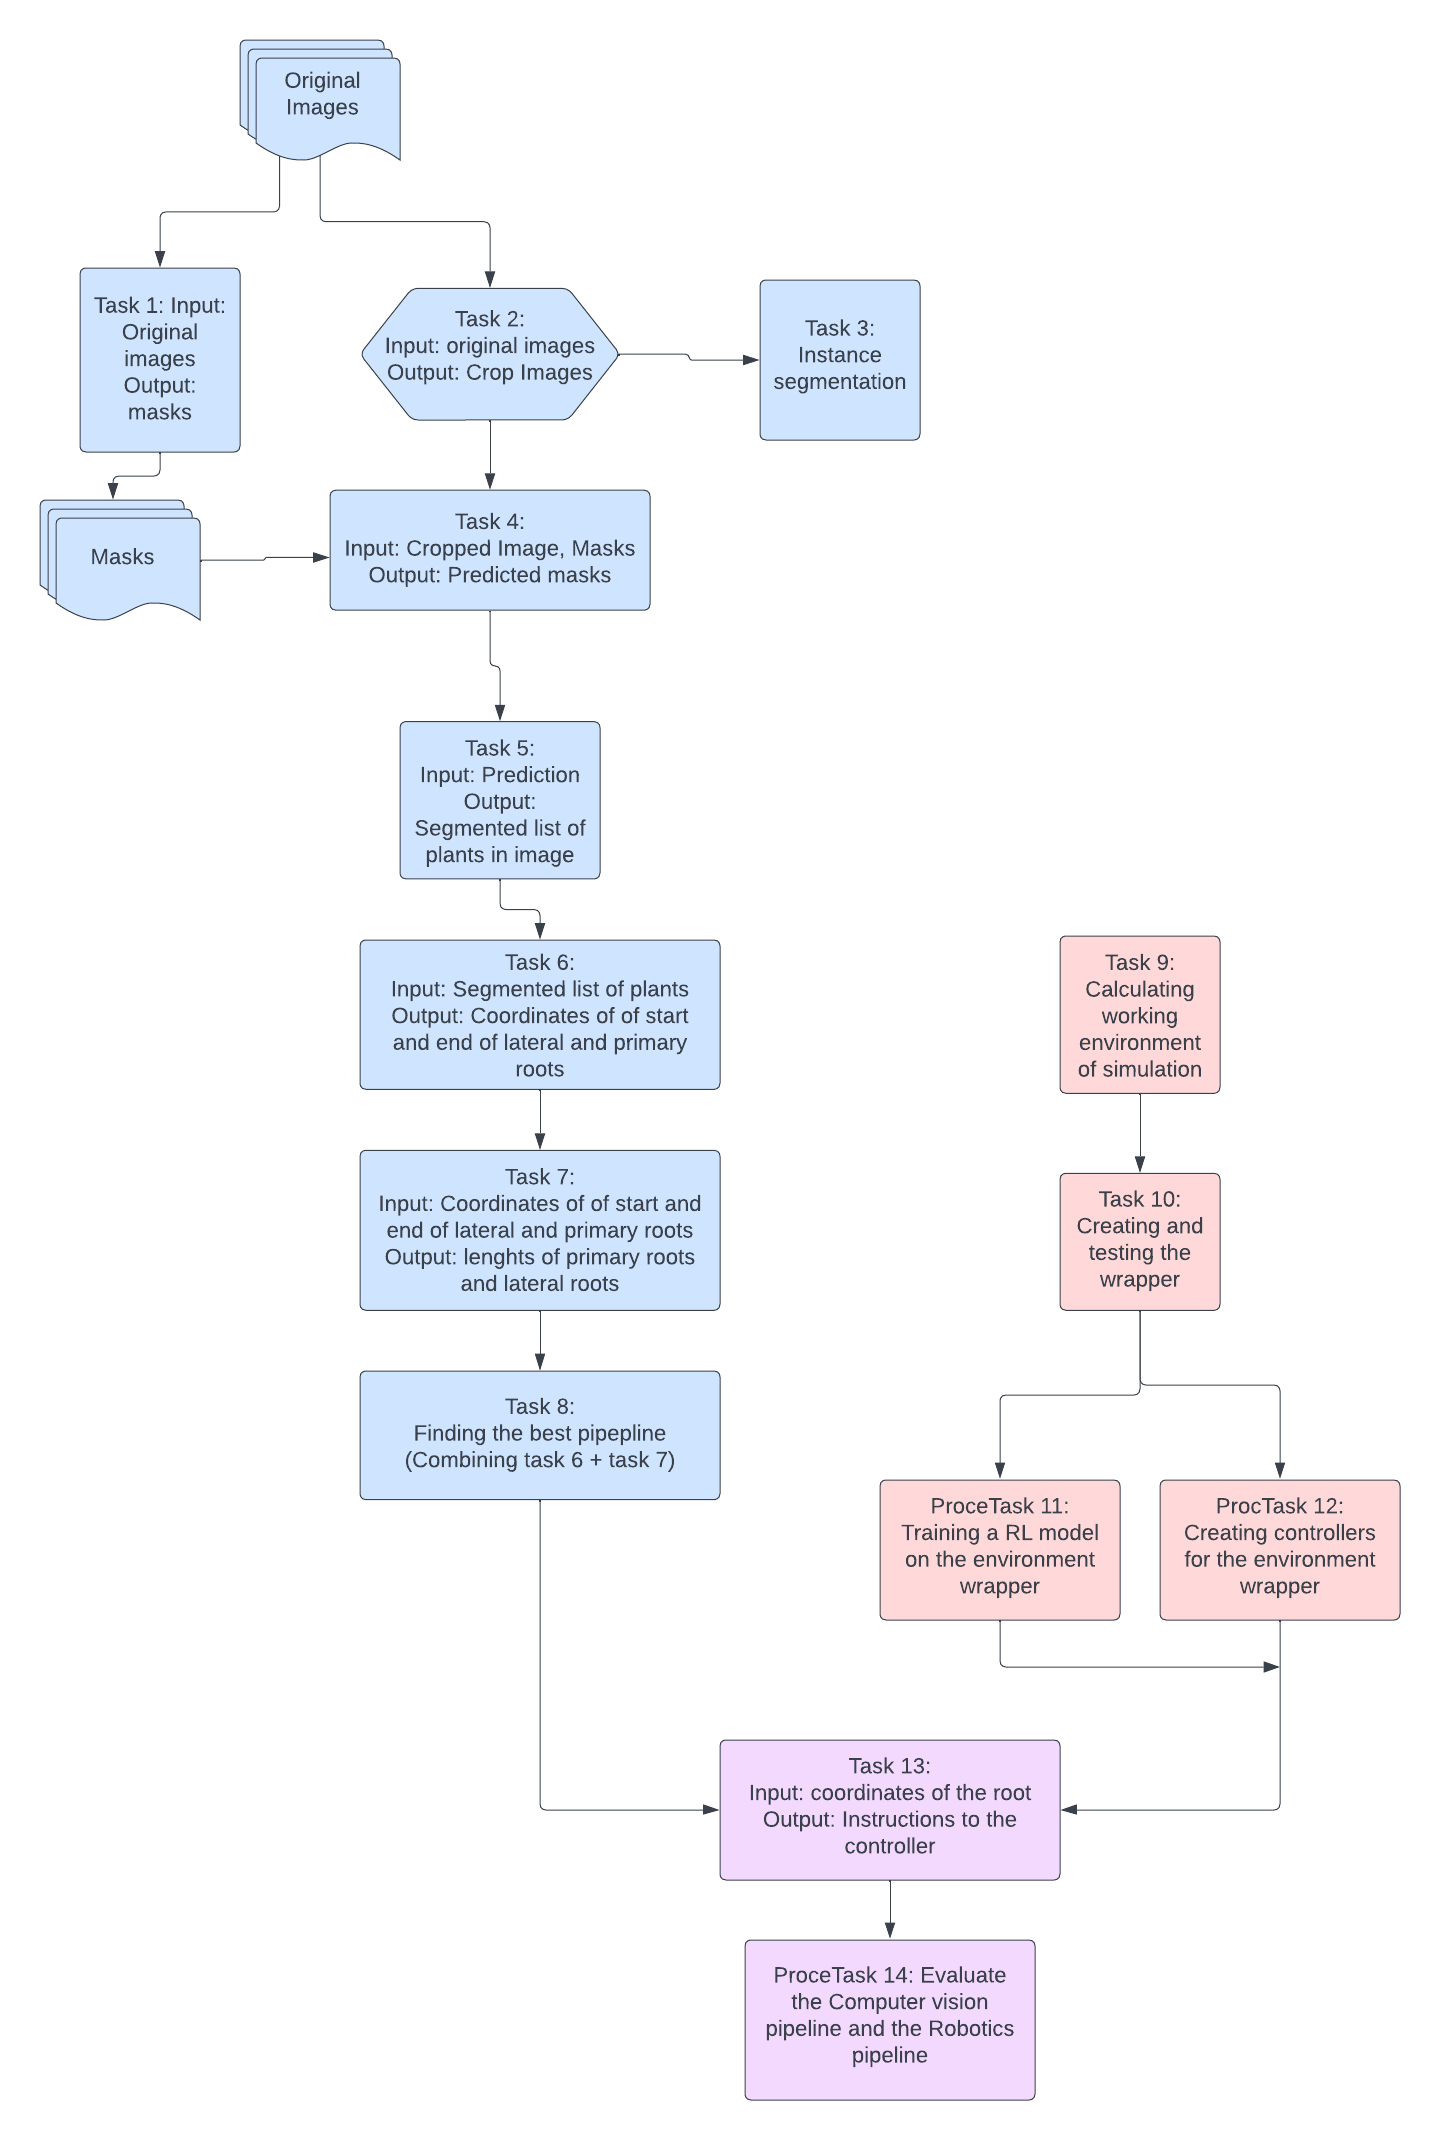 Original
Images
Task 1: Input:
Original
images
Output:
masks
Task 2:
Input: original images
Output: Crop Images
Task 3:
Instance
segmentation
Masks
Task 4:
Input: Cropped Image, Masks
Output: Predicted masks
Task 5:
Input: Prediction
Output:
Segmented list of
plants in image
Task 6:
Input: Segmented list of plants
Output: Coordinates of of start
and end of lateral and primary
roots
Task 7:
Input: Coordinates of of start and
end of lateral and primary roots
Output: lenghts of primary roots
and lateral roots
Task 8:
Finding the best pipepline
(Combining task 6 + task 7)
Task 9:
Calculating
working
environment
of simulation
Task 10:
Creating and
testing the
wrapper
ProceTask 11:
Training a RL model
on the environment
wrapper
ProcTask 12:
Creating controllers
for the environment
wrapper
Task 13:
Input: coordinates of the root
Output: Instructions to the
controller
ProceTask 14: Evaluate
the Computer vision
pipeline and the Robotics
pipeline